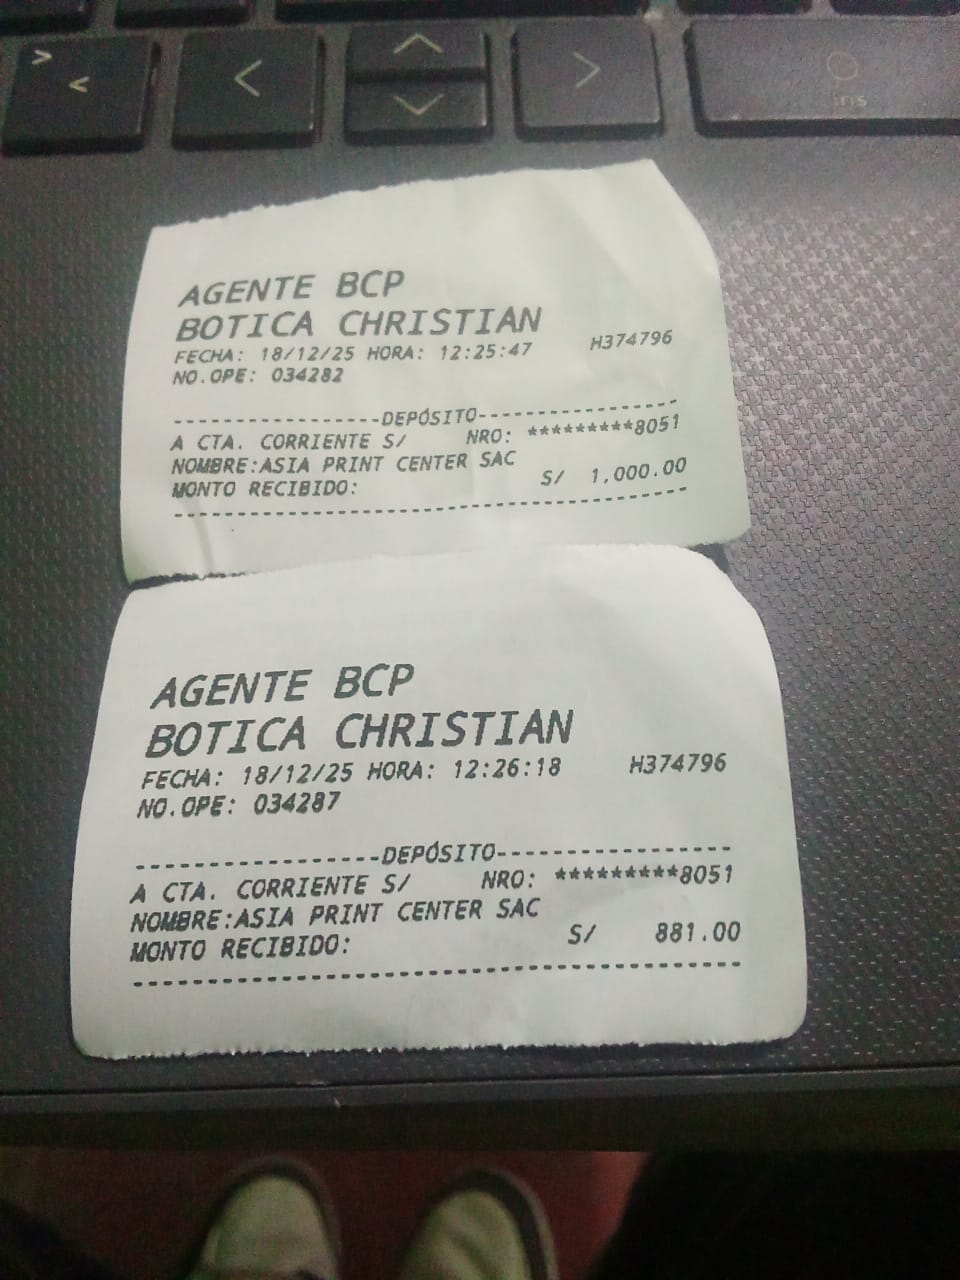 > <
<
>
iris
AGENTE BCP
BOTICA CHRISTIAN
FECHA: 18/12/25 HORA: 12:25:47 H374796
NO.OPE: 034282
------------------DEPÓSITO------------------
A CTA. CORRIENTE S/ NRO: *********8051
NOMBRE:ASIA PRINT CENTER SAC
MONTO RECIBIDO: S/ 1,000.00
AGENTE BCP
BOTICA CHRISTIAN
FECHA: 18/12/25 HORA: 12:26:18 H374796
NO.OPE: 034287
------------------DEPÓSITO------------------
A CTA. CORRIENTE S/ NRO: *********8051
NOMBRE:ASIA PRINT CENTER SAC
MONTO RECIBIDO: S/ 881.00